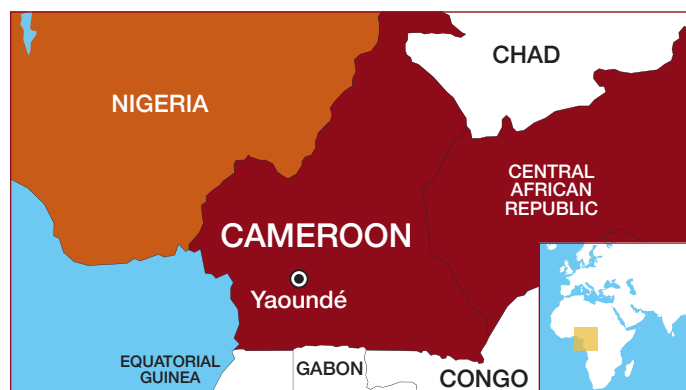 CHAD
NIGERIA
CENTRAL
AFRICAN
REPUBLIC
CAMEROON
Yaoundé
EQUATORIAL
GUINEA
GABON
CONGO